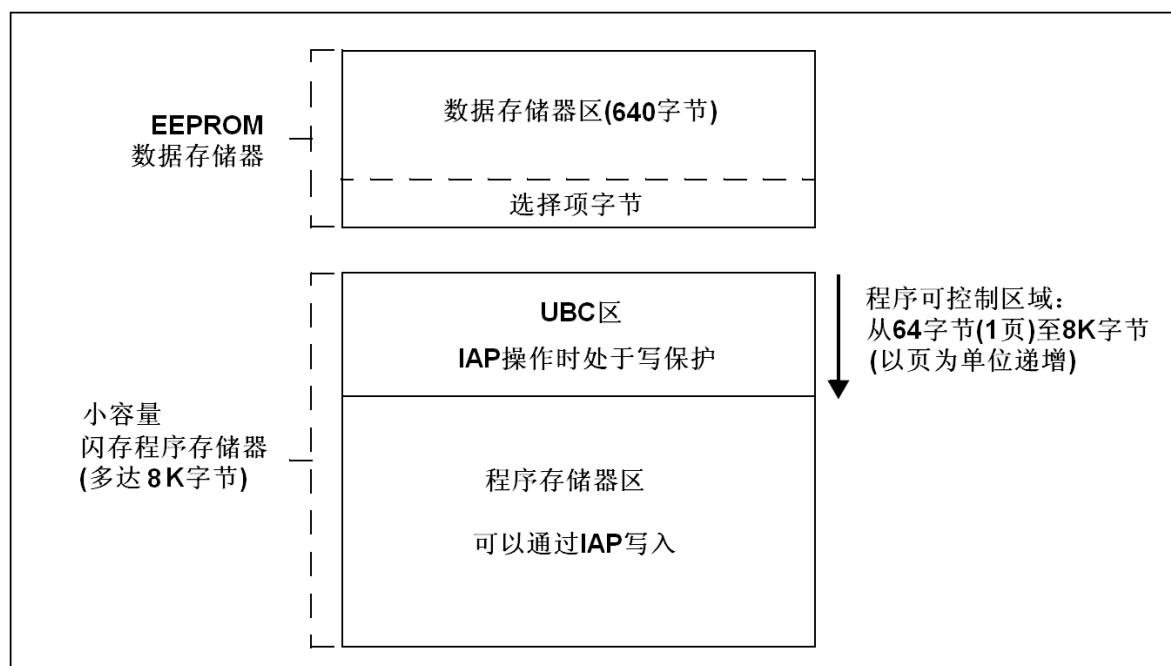 EEPROM
数据存储器
数据存储器区(640字节)
选择项字节
小容量
闪存程序存储器
(多达8K字节)
UBC区
IAP操作时处于写保护
程序存储器区
可以通过IAP写入
程序可控制区域:
从64字节(1页)至8K字节
(以页为单位递增)